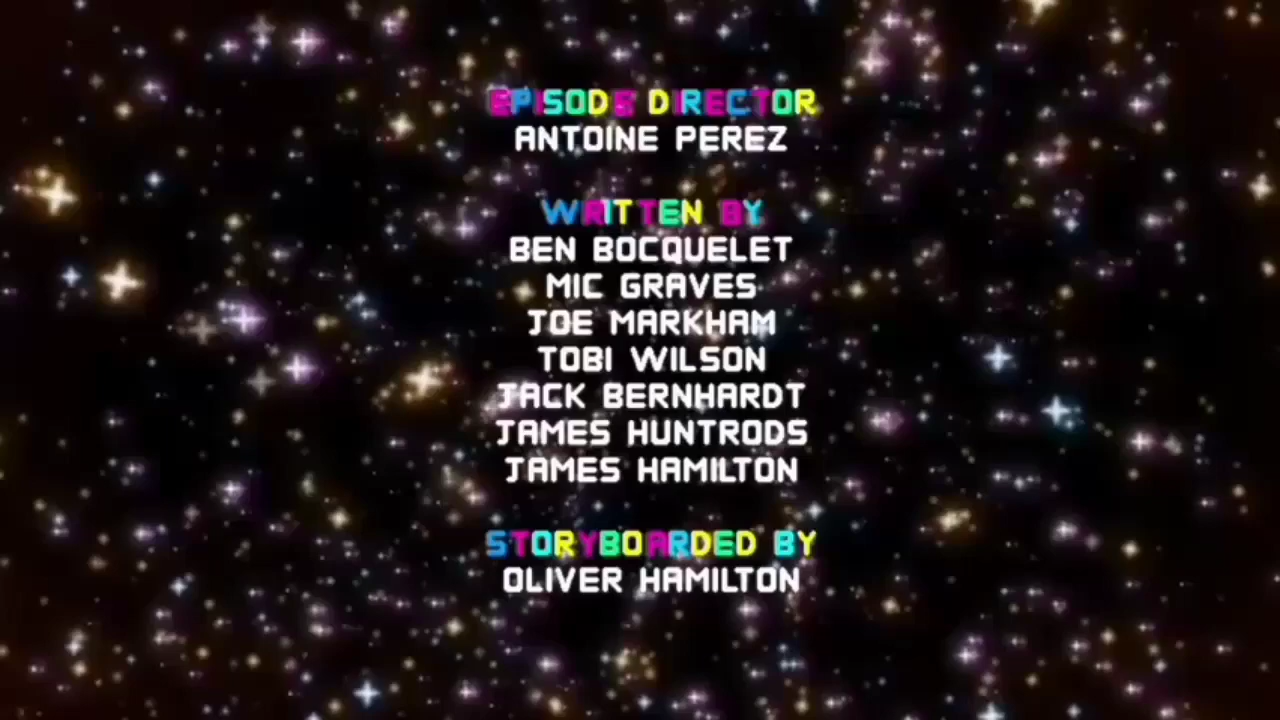 EPISODE DIRECTOR
ANTOINE PEREZ
WRITTEN BY
BEN BOCQUELET
MIC GRAVES
JOE MARKHAM
TOBI WILSON
JACK BERNHARDT
JAMES HUNTRODS
JAMES HAMILTON
STORYBOARDED BY
OLIVER HAMILTON